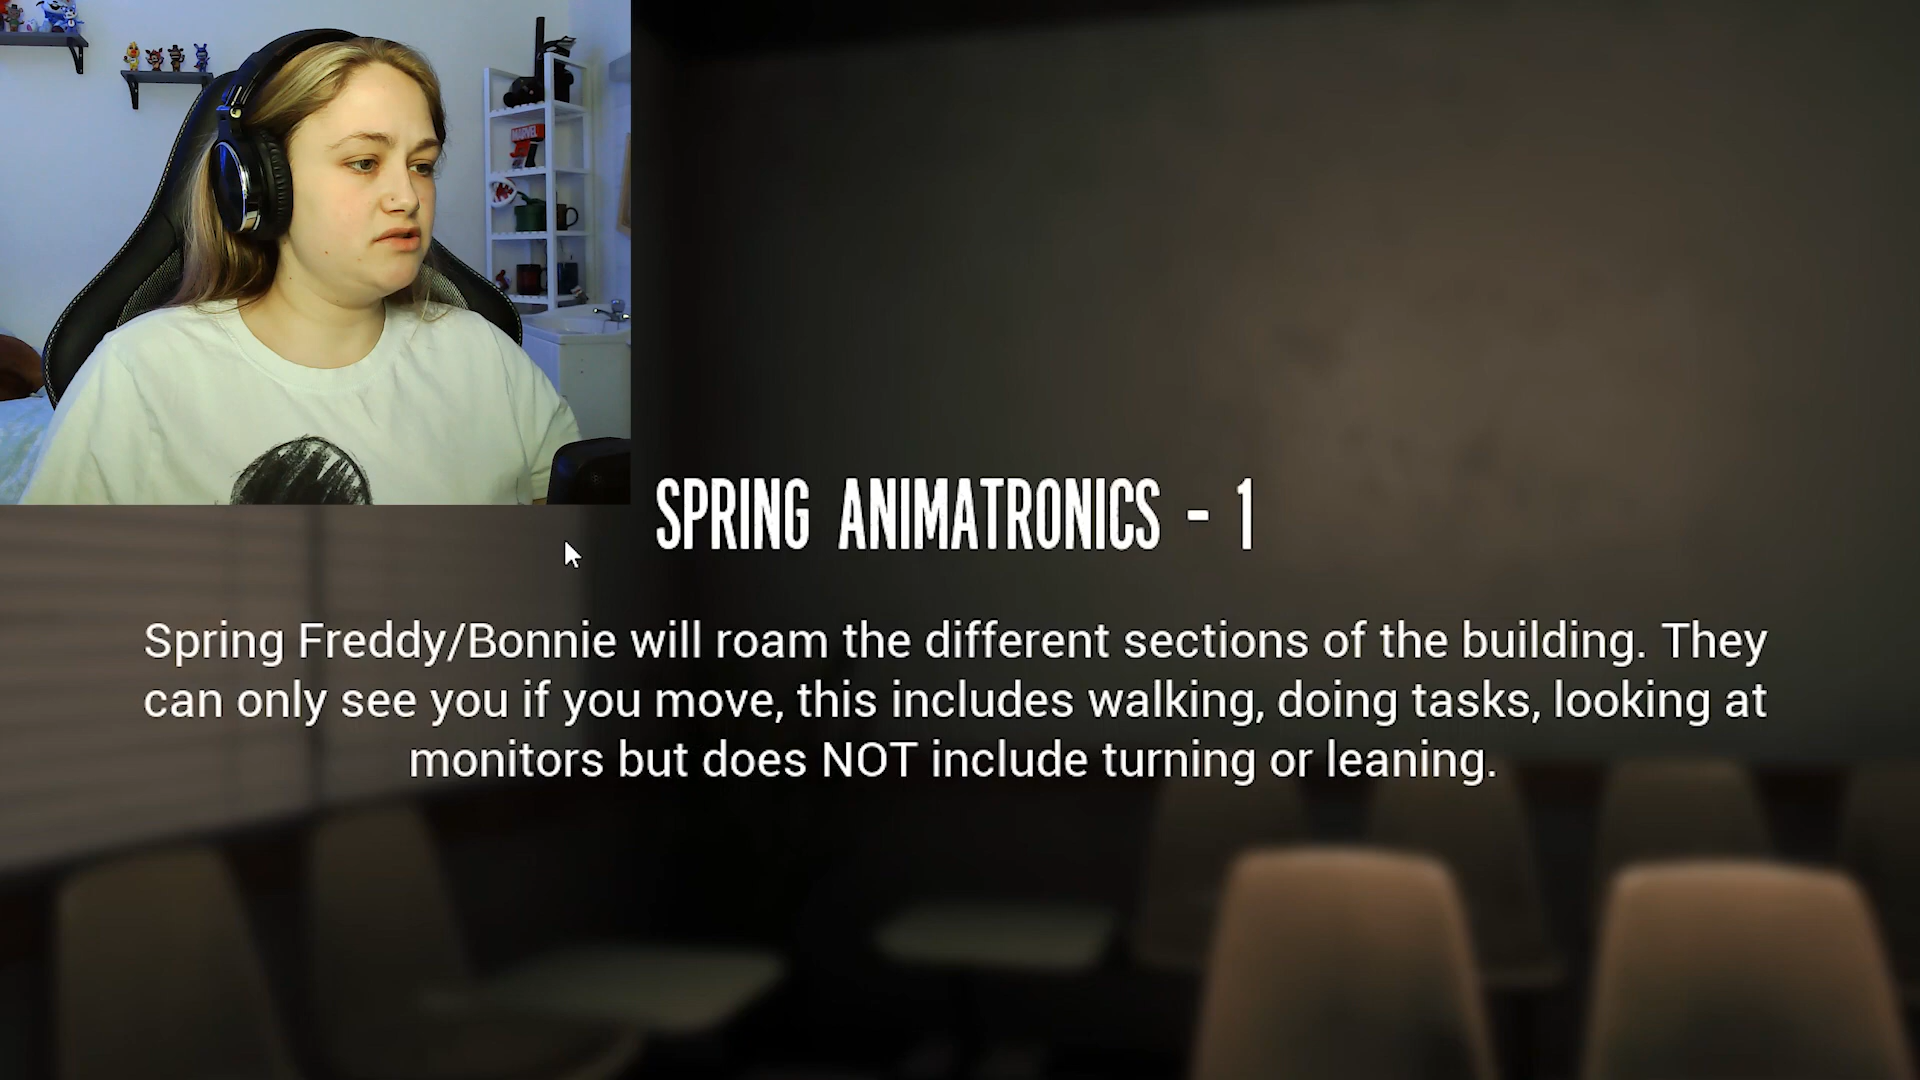 MARVEL
SPRING ANIMATRONICS - 1
Spring Freddy/Bonnie will roam the different sections of the building. They
can only see you if you move, this includes walking, doing tasks, looking at
monitors but does NOT include turning or leaning.